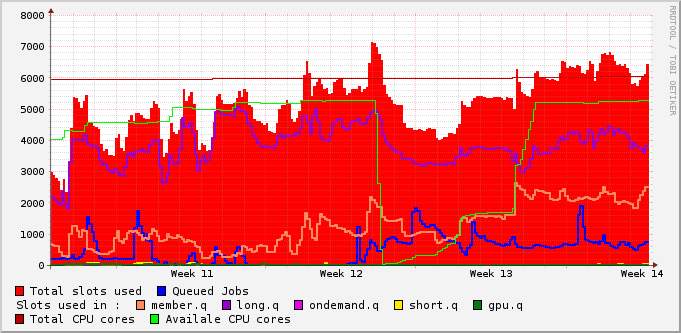 8000
7000
6000
5000
4000
3000
2000
1000
0
Week 11 Week 12 Week 13 Week 14
RRDTOOL / TOBI OETIKER
Total slots used Queued Jobs
Slots used in : member.q long.q ondemand.q short.q gpu.q
Total CPU cores Availale CPU cores